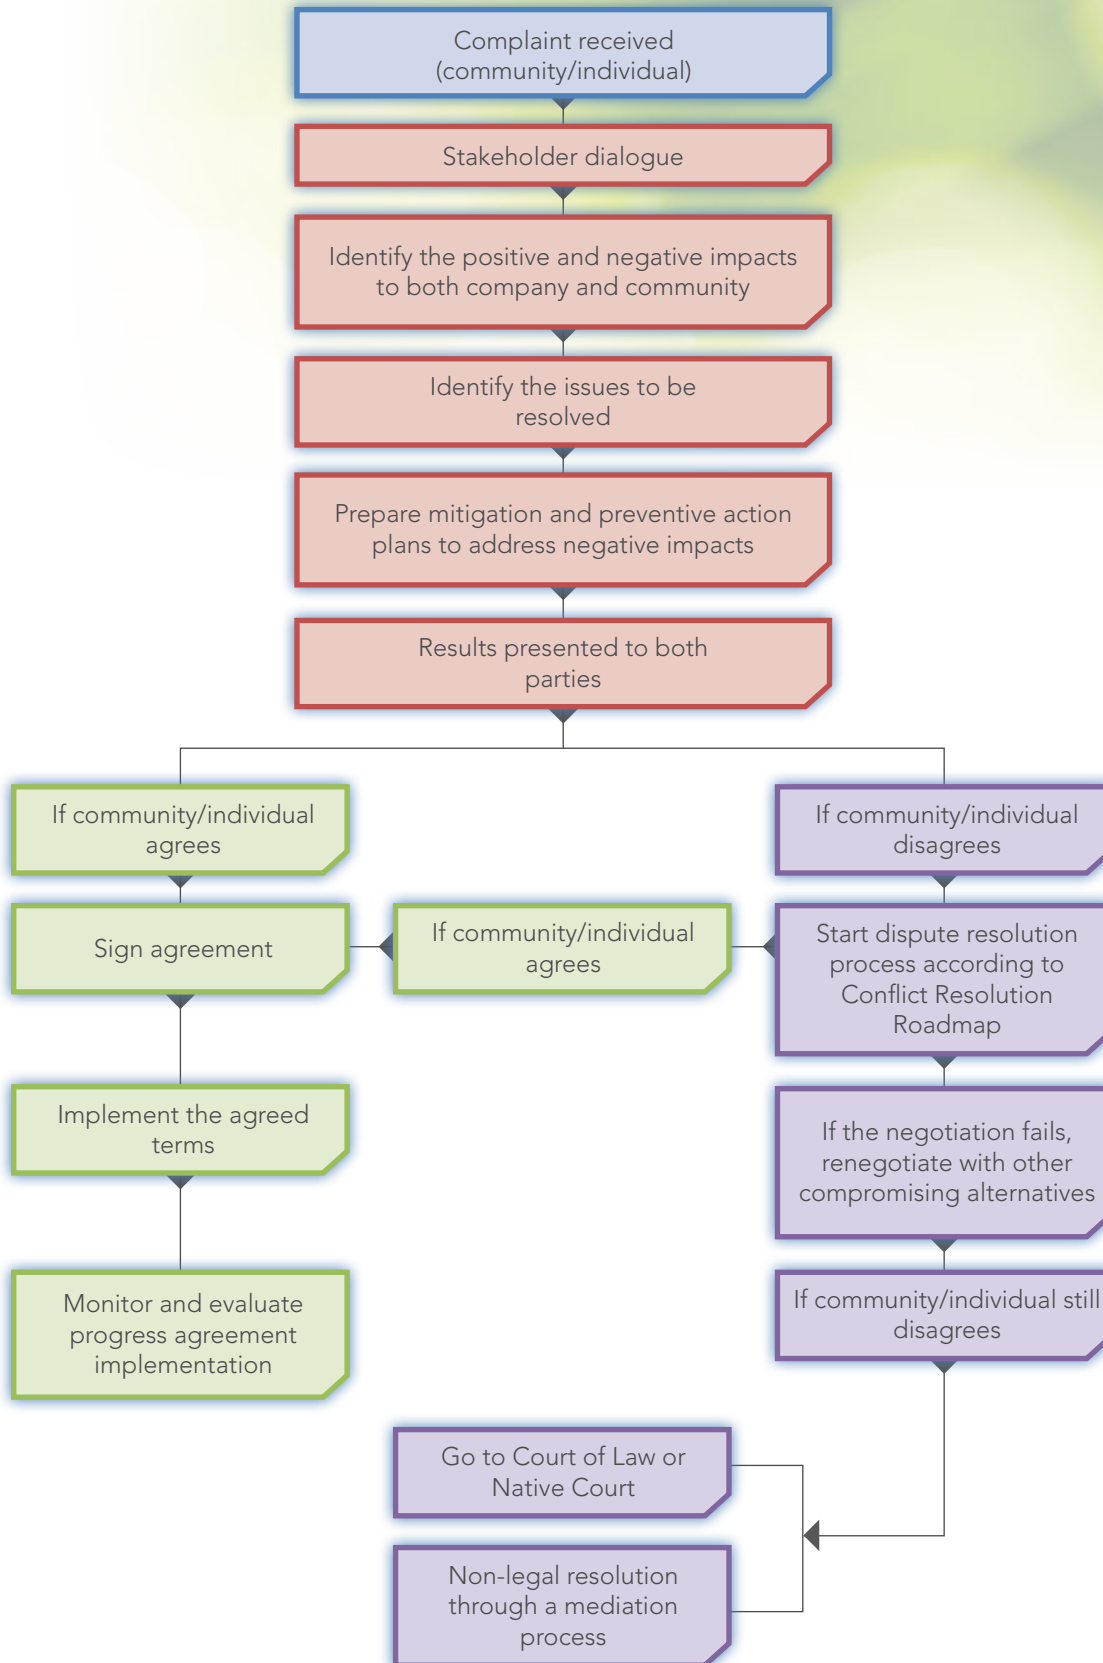 Complaint received
(community/individual)
Stakeholder dialogue
Identify the positive and negative impacts
to both company and community
Identify the issues to be
resolved
Prepare mitigation and preventive action
plans to address negative impacts
Results presented to both
parties
If community/individual
agrees
If community/individual
disagrees
Sign agreement
If community/individual
agrees
Start dispute resolution
process according to
Conflict Resolution
Roadmap
Implement the agreed
terms
If the negotiation fails,
renegotiate with other
compromising alternatives
Monitor and evaluate
progress agreement
implementation
If community/individual still
disagrees
Go to Court of Law or
Native Court
Non-legal resolution
through a mediation
process